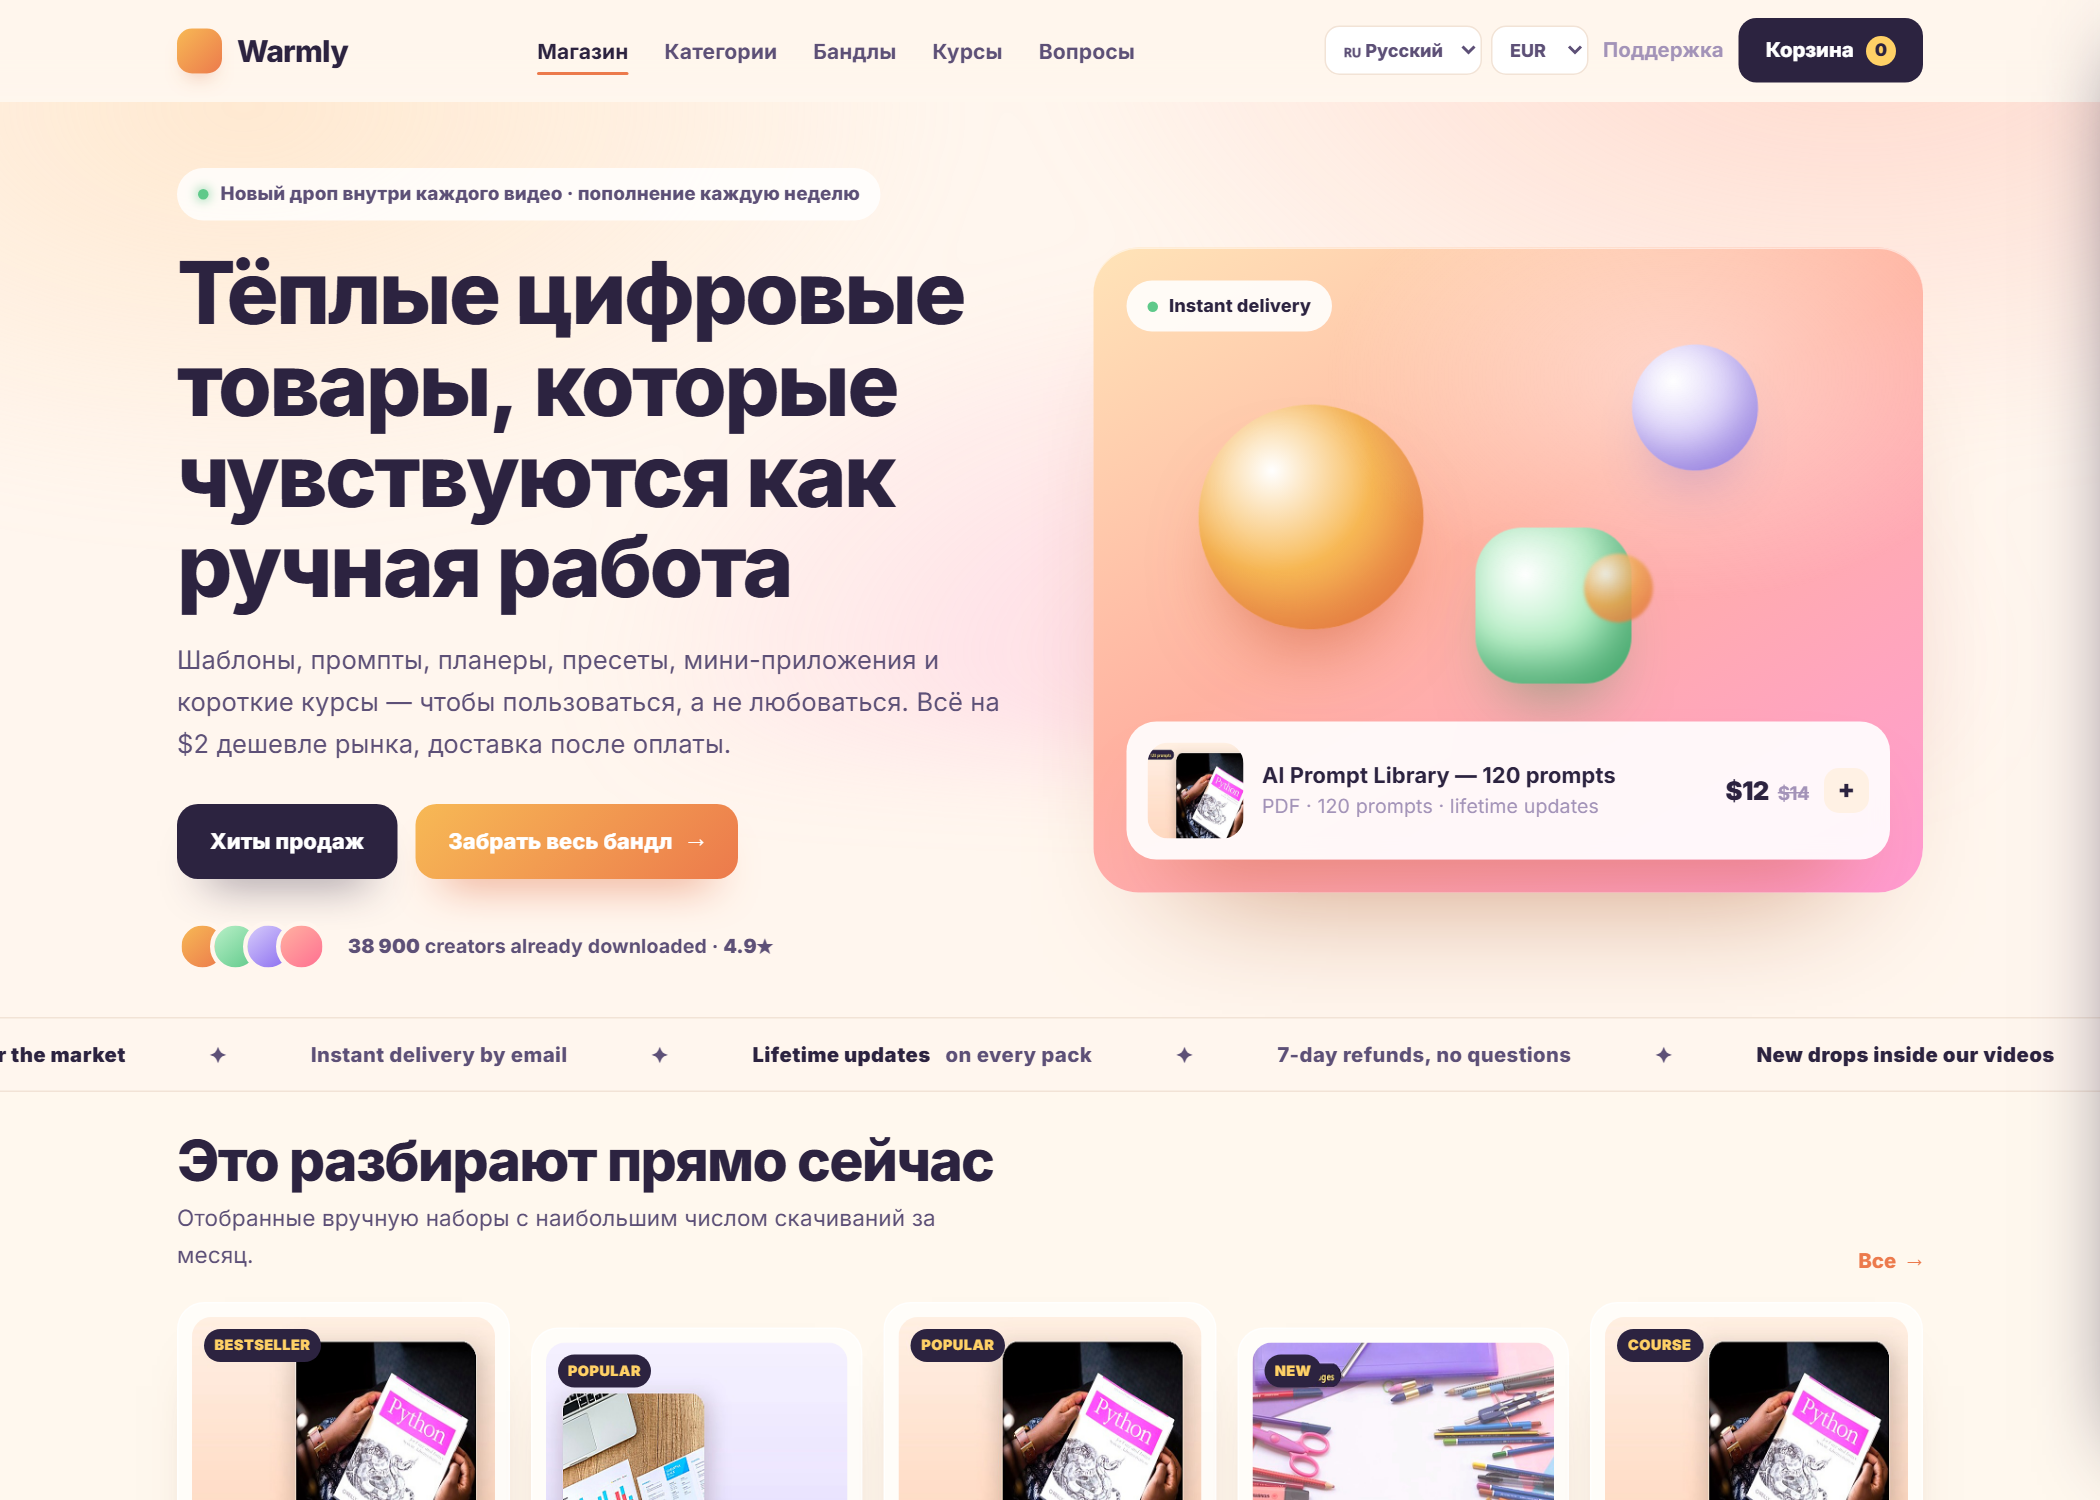 Warmly
Магазин
Категории
Бандлы
Курсы
Вопросы
RU Русский
EUR
Поддержка
Корзина 0
Новый дроп внутри каждого видео · пополнение каждую неделю
Тёплые цифровые
товары, которые
чувствуются как
ручная работа
Шаблоны, промпты, планеры, пресеты, мини-приложения и
короткие курсы — чтобы пользоваться, а не любоваться. Всё на
$2 дешевле рынка, доставка после оплаты.
Хиты продаж
Забрать весь бандл →
38 900 creators already downloaded · 4.9★
Instant delivery
Python
AI Prompt Library — 120 prompts
PDF · 120 prompts · lifetime updates
$12 $14 +
r the market ✦ Instant delivery by email ✦ Lifetime updates on every pack ✦ 7-day refunds, no questions ✦ New drops inside our videos
Это разбирают прямо сейчас
Отобранные вручную наборы с наибольшим числом скачиваний за
месяц.
Все →
BESTSELLER
Python
POPULAR
POPULAR
Python
NEW
ges
COURSE
Python